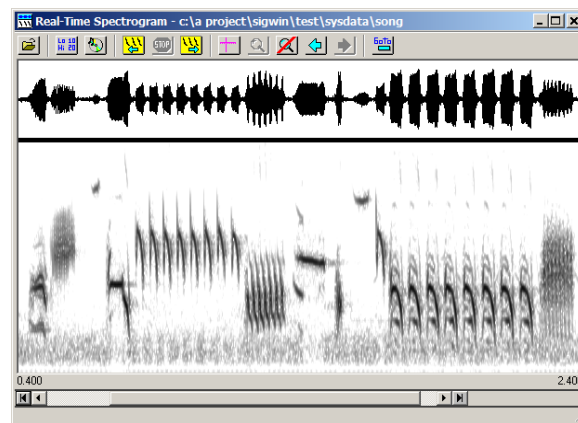 Real-Time Spectrogram - c:\a project\sigwin\test\sysdata\song
Lo 10
Hi 20
STOP
GoTo
0.400
2.40